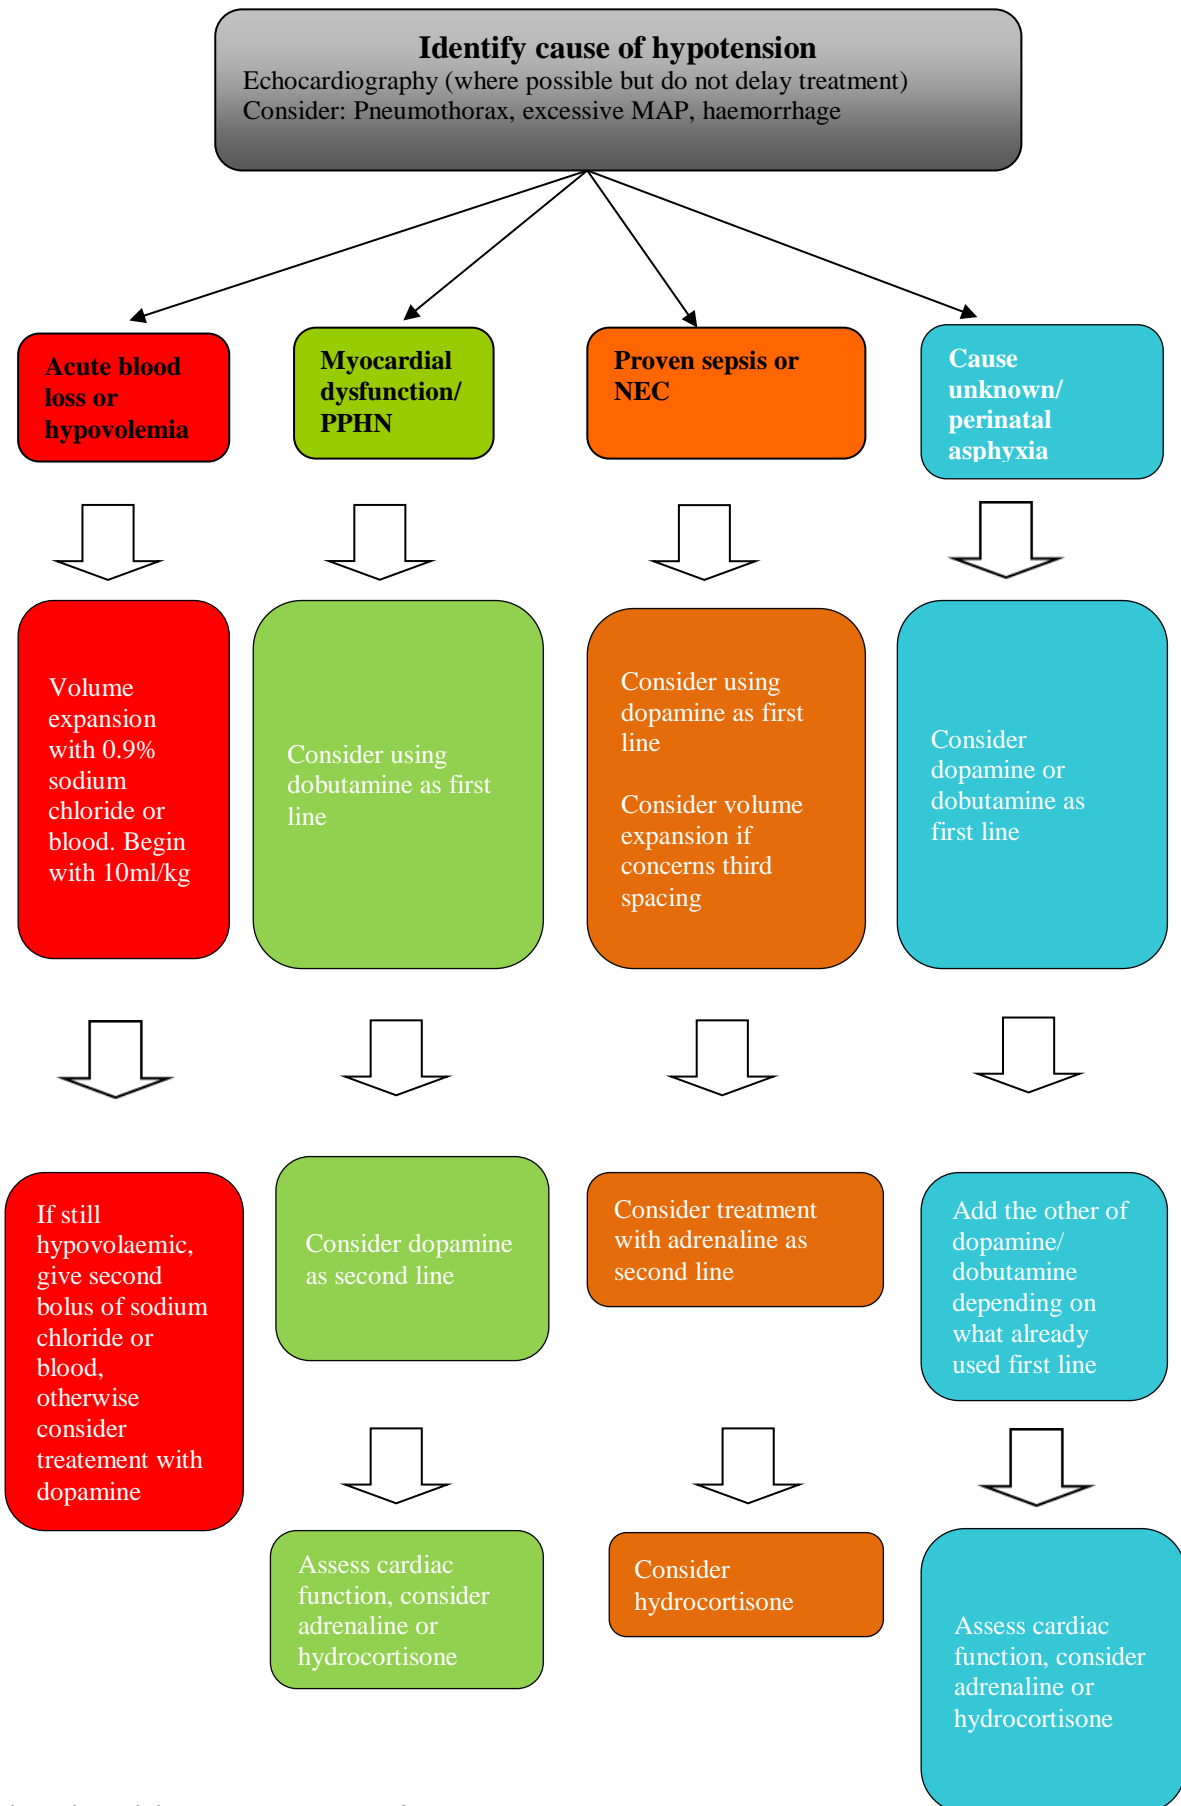 Identify cause of hypotension
Echocardiography (where possible but do not delay treatment)
Consider: Pneumothorax, excessive MAP, haemorrhage
Acute blood
loss or
hypovolemia
Myocardial
dysfunction/
PPHN
Proven sepsis or
NEC
Cause
unknown/
perinatal
asphyxia
Volume
expansion
with 0.9%
sodium
chloride or
blood. Begin
with 10ml/kg
Consider using
dobutamine as first
line
Consider using
dopamine as first
line
Consider volume
expansion if
concerns third
spacing
Consider
dopamine or
dobutamine as
first line
If still
hypovolaemic,
give second
bolus of sodium
chloride or
blood,
otherwise
consider
treatement with
dopamine
Consider dopamine
as second line
Consider treatment
with adrenaline as
second line
Add the other of
dopamine/
dobutamine
depending on
what already
used first line
Assess cardiac
function, consider
adrenaline or
hydrocortisone
Consider
hydrocortisone
Assess cardiac
function, consider
adrenaline or
hydrocortisone